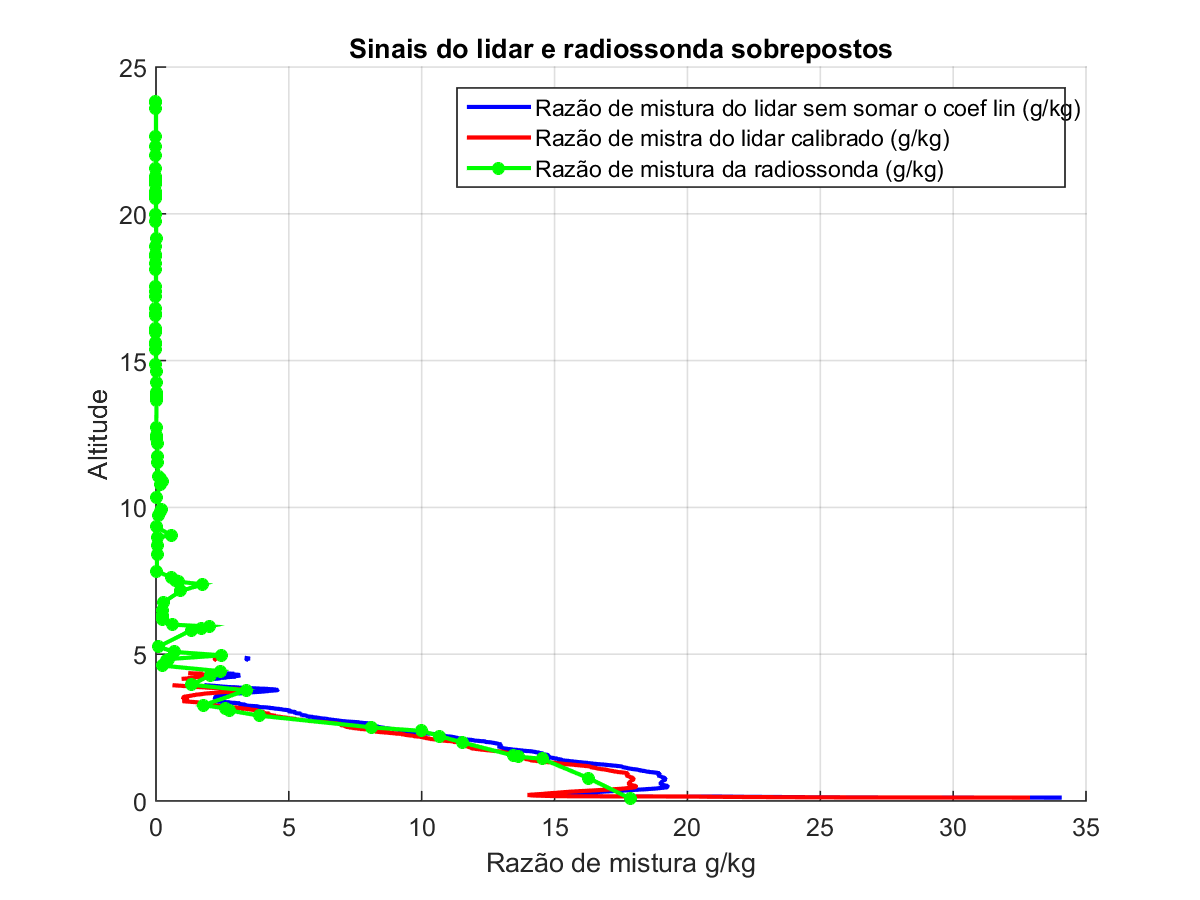 Sinais do lidar e radiossonda sobrepostos
25
Razão de mistura do lidar sem somar o coef lin (g/kg)
Razão de mistra do lidar calibrado (g/kg)
Razão de mistura da radiossonda (g/kg)
20
15
Altitude
10
5
0
0 5 10 15 20 25 30 35
Razão de mistura g/kg